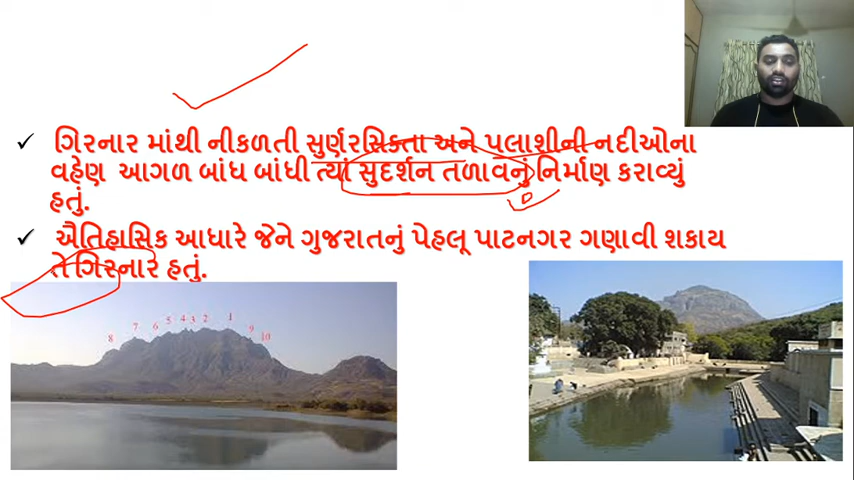 ગિરનાર માંથી નીકળતી સુર્ણરસિકતા અને પલાશીની નદીઓના
વહેણ આગળ બાંધ બાંધી ત્યાં સુદર્શન તળાવનું નિર્માણ કરાવ્યું
હતું.
ઐતિહાસિક આધારે જેને ગુજરાતનું પેહલૂ પાટનગર ગણાવી શકાય
તે ગિરનારે હતું.
8 7 6 5 4 3 2 1 9 10